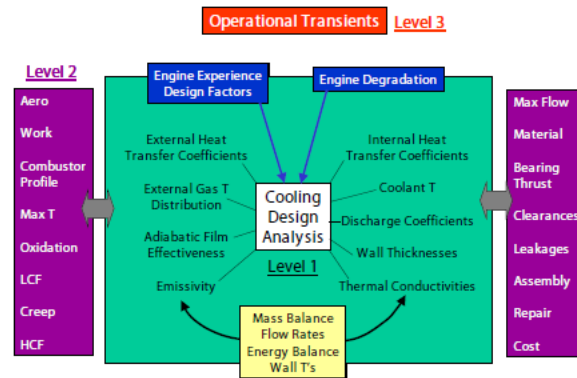 Operational Transients
Level 3
Level 2
Engine Experience
Design Factors
Engine Degradation
Aero
Work
Combustor
Profile
Max T
Oxidation
LCF
Creep
HCF
External Heat
Transfer Coefficients
External Gas T
Distribution
Adiabatic Film
Effectiveness
Emissivity
Cooling
Design
Analysis
Level 1
Internal Heat
Transfer Coefficients
Coolant T
Discharge Coefficients
Wall Thicknesses
Thermal Conductivities
Mass Balance
Flow Rates
Energy Balance
Wall T's
Max Flow
Material
Bearing
Thrust
Clearances
Leakages
Assembly
Repair
Cost